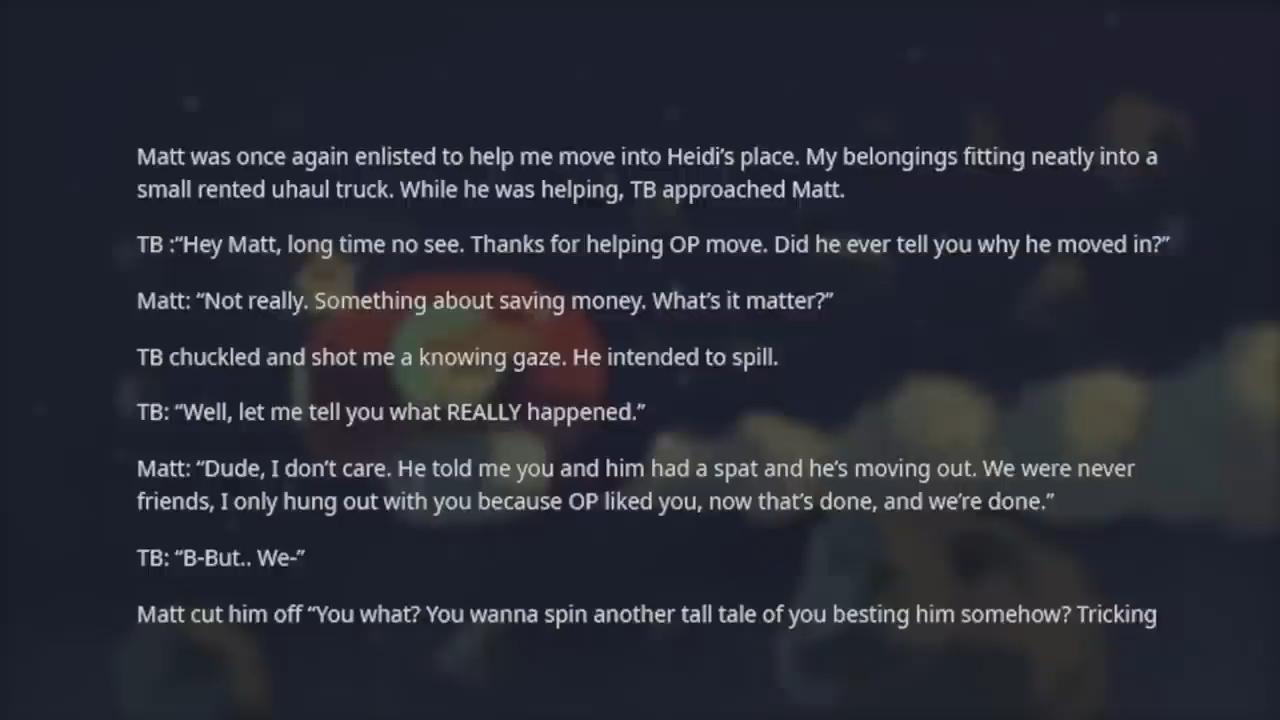 Matt was once again enlisted to help me move into Heidi’s place. My belongings fitting neatly into a
small rented uhaul truck. While he was helping, TB approached Matt.
TB :“Hey Matt, long time no see. Thanks for helping OP move. Did he ever tell you why he moved in?”
Matt: “Not really. Something about saving money. What’s it matter?”
TB chuckled and shot me a knowing gaze. He intended to spill.
TB: “Well, let me tell you what REALLY happened.”
Matt: “Dude, I don’t care. He told me you and him had a spat and he’s moving out. We were never
friends, I only hung out with you because OP liked you, now that’s done, and we’re done.”
TB: “B-But.. We-”
Matt cut him off “You what? You wanna spin another tall tale of you besting him somehow? Tricking